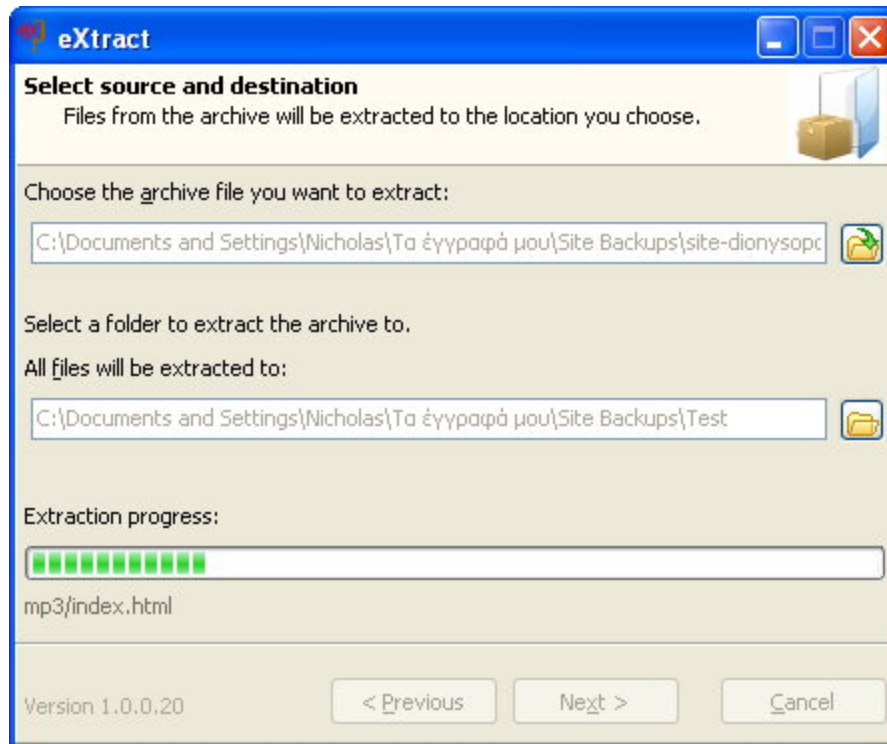 eXtract
Select source and destination
Files from the archive will be extracted to the location you choose.
Choose the archive file you want to extract:
C:\Documents and Settings\Nicholas\Τα έγγραφά μου\Site Backups\site-dionysopo
Select a folder to extract the archive to.
All files will be extracted to:
C:\Documents and Settings\Nicholas\Τα έγγραφά μου\Site Backups\Test
Extraction progress:
mp3/index.html
Version 1.0.0.20
< Previous
Next >
Cancel